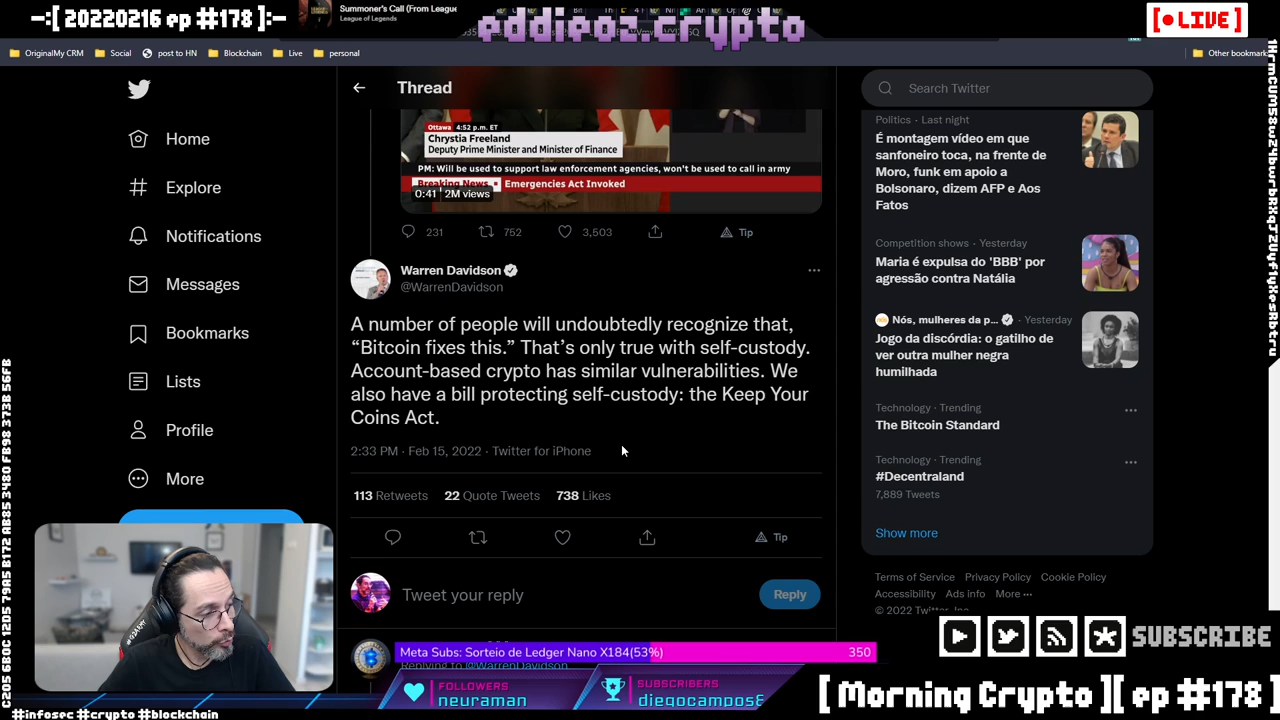 -:[ 20220216 ep #178 ]:-
Summoner's Call (From League
League of Legends
eddieoz.crypto
[● LIVE ]
OriginalMy CRM
Social
post to HN
Blockchain
Live
personal
Other bookmark
Home
Explore
Notifications
Messages
Bookmarks
Lists
Profile
More
Thread
Ottawa 4:52 p.m. ET
Chrystia Freeland
Deputy Prime Minister and Minister of Finance
PM: Will be used to support law enforcement agencies, won't be used to call in army
Breaking News Emergencies Act Invoked
0:41 2M views
231
752
3,503
Tip
Warren Davidson
@WarrenDavidson
A number of people will undoubtedly recognize that,
“Bitcoin fixes this.” That’s only true with self-custody.
Account-based crypto has similar vulnerabilities. We
also have a bill protecting self-custody: the Keep Your
Coins Act.
2:33 PM · Feb 15, 2022 · Twitter for iPhone
113 Retweets 22 Quote Tweets 738 Likes
Tip
Tweet your reply
Reply
Replying to @WarrenDavidson
Search Twitter
Politics · Last night
É montagem vídeo em que
sanfoneiro toca, na frente de
Moro, funk em apoio a
Bolsonaro, dizem AFP e Aos
Fatos
Competition shows · Yesterday
Maria é expulsa do 'BBB' por
agressão contra Natália
Nós, mulheres da p... · Yesterday
Jogo da discórdia: o gatilho de
ver outra mulher negra
humilhada
Technology · Trending
The Bitcoin Standard
Technology · Trending
#Decentraland
7,889 Tweets
Show more
Terms of Service Privacy Policy Cookie Policy
Accessibility Ads info More ···
© 2022 Twitter, Inc.
SUBSCRIBE
Meta Subs: Sorteio de Ledger Nano X184(53%)
350
FOLLOWERS
neuraman
SUBSCRIBERS
diegocampos
[ Morning Crypto ][ ep #178 ]
#infosec #crypto #blockchain